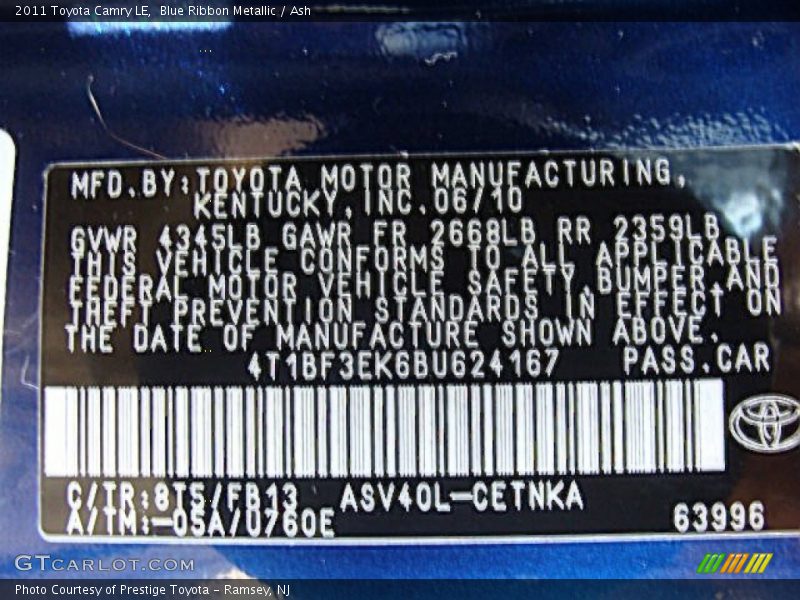 2011 Toyota Camry LE,  Blue Ribbon Metallic / Ash
MFD.BY:TOYOTA MOTOR MANUFACTURING,
KENTUCKY,INC.06/10
GVWR 4345LB GAWR FR 2668LB RR 2359LB
THIS VEHICLE CONFORMS TO ALL APPLICABLE
FEDERAL MOTOR VEHICLE SAFETY,BUMPER,AND
THEFT PREVENTION STANDARDS IN EFFECT ON
THE DATE OF MANUFACTURE SHOWN ABOVE.
4T1BF3EK6BU624167 PASS.CAR
C/TR:8T5/FB13 ASV40L-CETNKA
A/TM:-05A/U760E
63996
GTCARLOT.COM
Photo Courtesy of Prestige Toyota - Ramsey, NJ